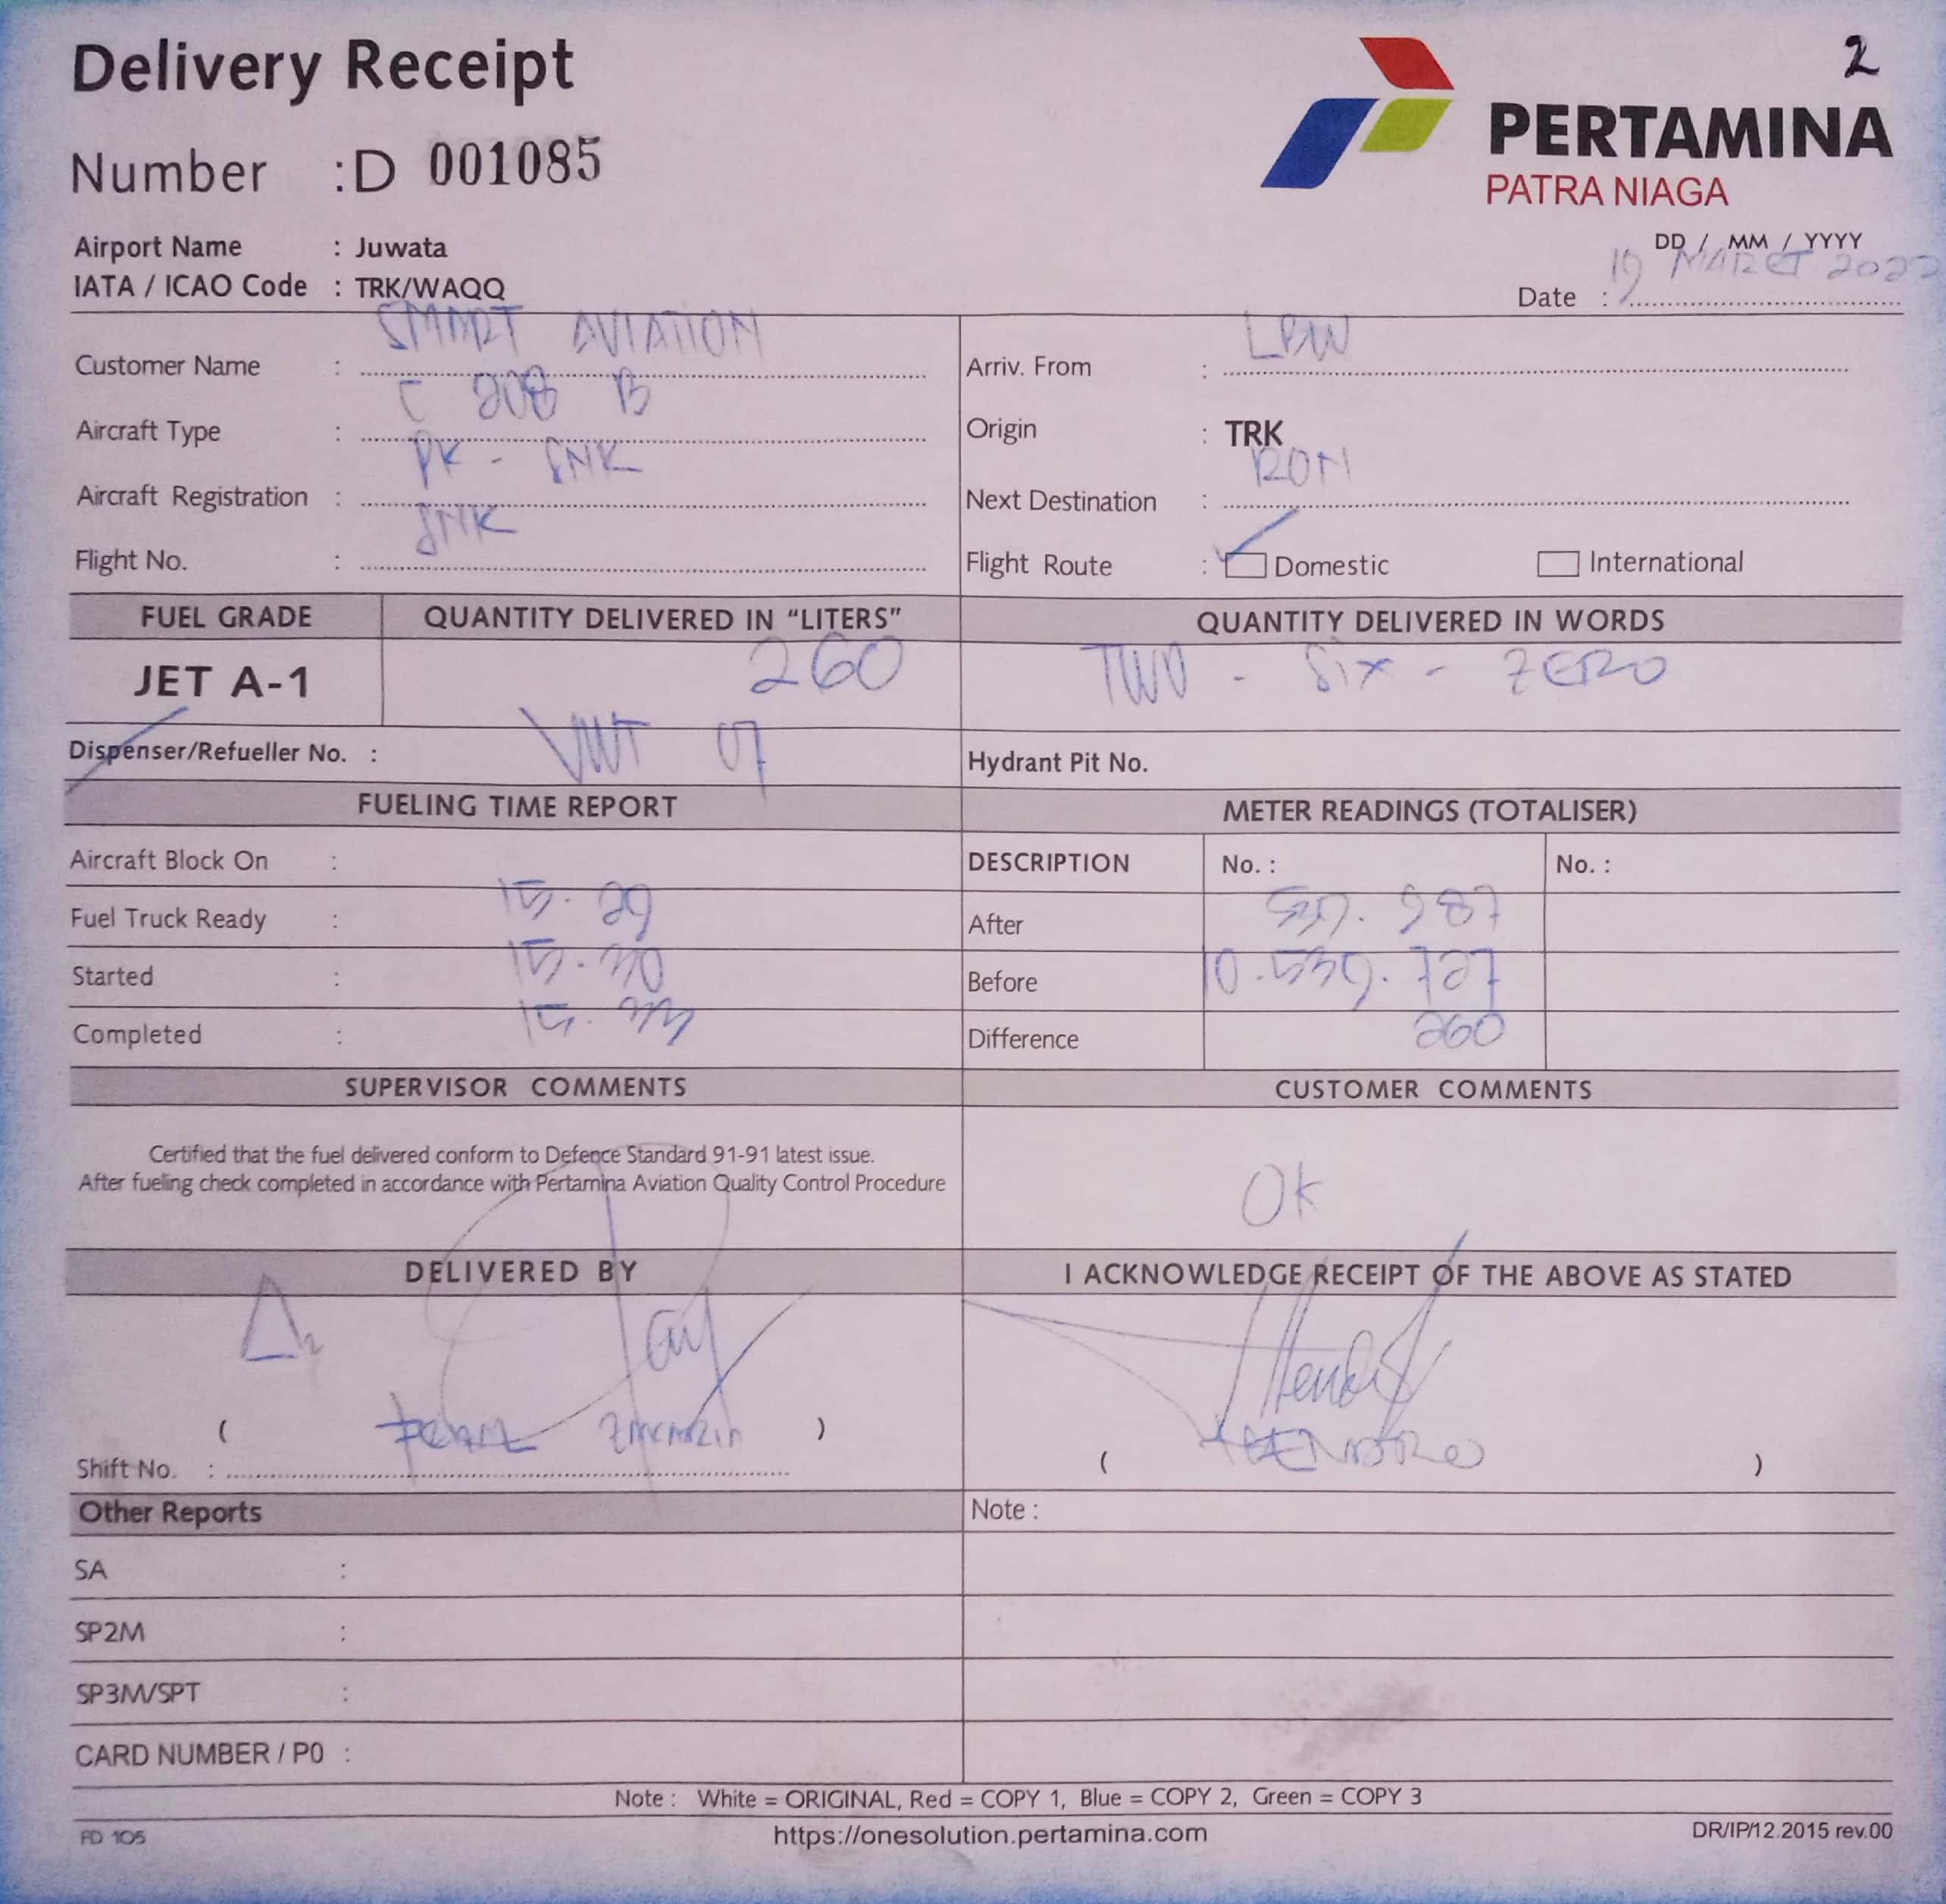 Delivery Receipt
2
Number : D 001085
PERTAMINA
PATRA NIAGA
Airport Name : Juwata
IATA / ICAO Code : TRK/WAQQ
DD / MM / YYYY
Date : 19 MARET 2022
Customer Name : SMART AVIATION
Arriv. From : LBW
Aircraft Type : C 208 B
Origin : TRK
Aircraft Registration : PK - SNK
Next Destination : RON
Flight No. : SNK
Flight Route : Domestic International
FUEL GRADE QUANTITY DELIVERED IN "LITERS" QUANTITY DELIVERED IN WORDS
JET A-1 260 TWO - SIX - ZERO
Dispenser/Refueller No. : 07
Hydrant Pit No.
FUELING TIME REPORT METER READINGS (TOTALISER)
Aircraft Block On :
DESCRIPTION No. : No. :
Fuel Truck Ready : 15.29
After 539.987
Started : 15.30
Before 10.539.727
Completed : 15.33
Difference 260
SUPERVISOR COMMENTS CUSTOMER COMMENTS
Certified that the fuel delivered conform to Defence Standard 91-91 latest issue.
After fueling check completed in accordance with Pertamina Aviation Quality Control Procedure
OK
DELIVERED BY I ACKNOWLEDGE RECEIPT OF THE ABOVE AS STATED
( )
( )
Shift No. :
Other Reports Note :
SA :
SP2M :
SP3M/SPT :
CARD NUMBER / PO :
Note : White = ORIGINAL, Red = COPY 1, Blue = COPY 2, Green = COPY 3
FD 105 https://onesolution.pertamina.com DR/IP/12.2015 rev.00